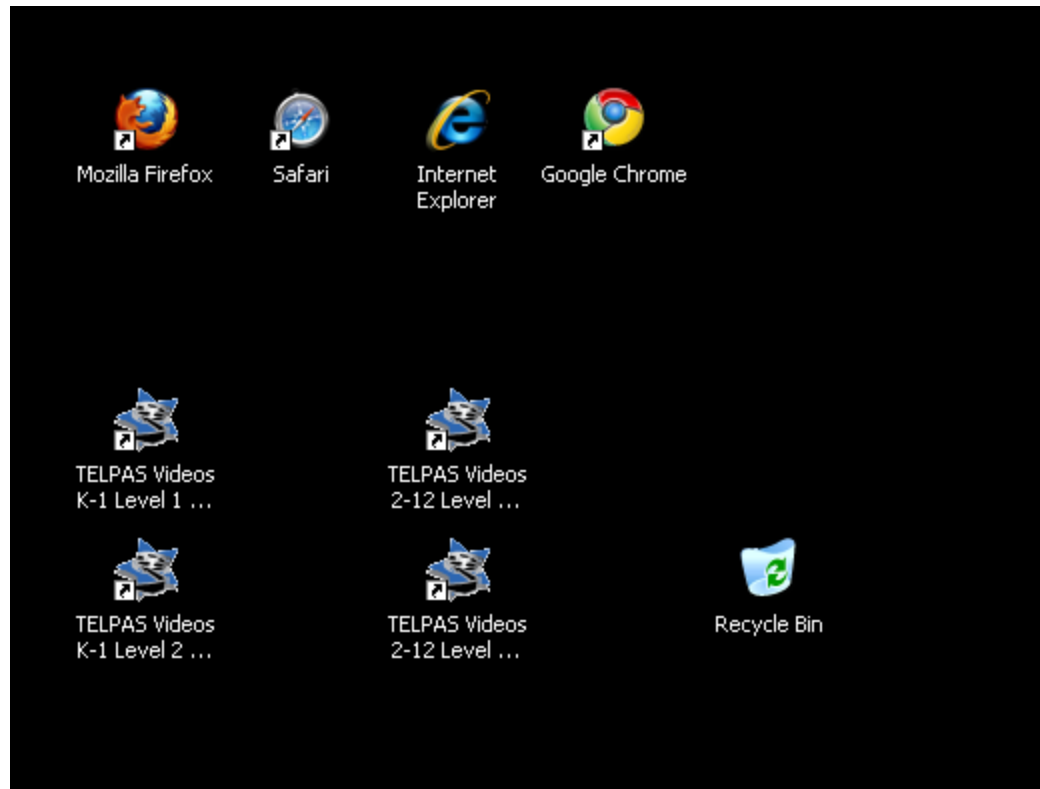 Mozilla Firefox
Safari
Internet
Explorer
Google Chrome
TELPAS Videos
K-1 Level 1 ...
TELPAS Videos
2-12 Level ...
TELPAS Videos
K-1 Level 2 ...
TELPAS Videos
2-12 Level ...
Recycle Bin